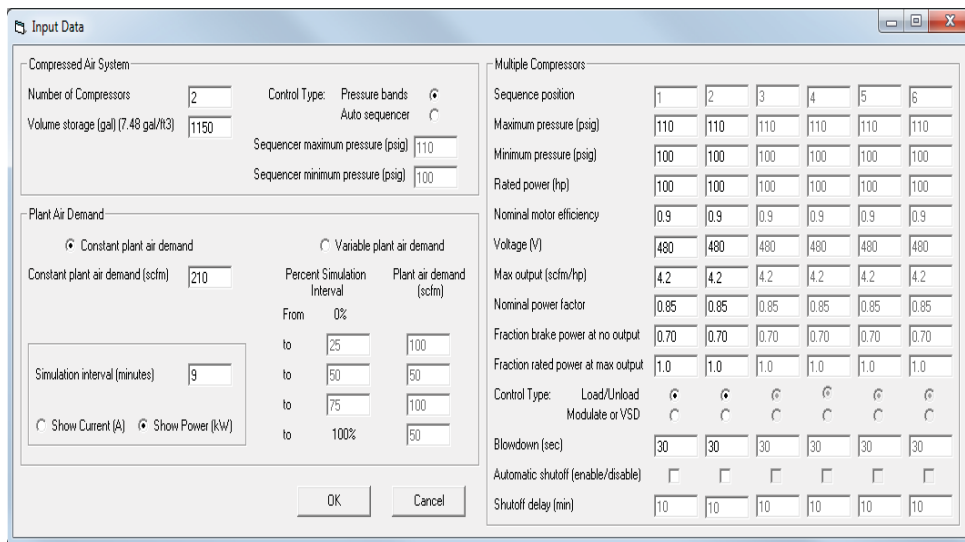 Input Data
Compressed Air System
Number of Compressors 2
Volume storage (gal) (7.48 gal/ft3) 1150
Control Type: Pressure bands
Auto sequencer
Sequencer maximum pressure (psig) 110
Sequencer minimum pressure (psig) 100
Plant Air Demand
Constant plant air demand
Variable plant air demand
Constant plant air demand (scfm) 210
Percent Simulation Interval
Plant air demand (scfm)
From 0%
to 25 100
to 50 50
to 75 100
to 100% 50
Simulation interval (minutes) 9
Show Current (A) Show Power (kW)
OK Cancel
Multiple Compressors
Sequence position 1 2 3 4 5 6
Maximum pressure (psig) 110 110 110 110 110 110
Minimum pressure (psig) 100 100 100 100 100 100
Rated power (hp) 100 100 100 100 100 100
Nominal motor efficiency 0.9 0.9 0.9 0.9 0.9 0.9
Voltage (V) 480 480 480 480 480 480
Max output (scfm/hp) 4.2 4.2 4.2 4.2 4.2 4.2
Nominal power factor 0.85 0.85 0.85 0.85 0.85 0.85
Fraction brake power at no output 0.70 0.70 0.70 0.70 0.70 0.70
Fraction rated power at max output 1.0 1.0 1.0 1.0 1.0 1.0
Control Type: Load/Unload
Modulate or VSD
Blowdown (sec) 30 30 30 30 30 30
Automatic shutoff (enable/disable)
Shutoff delay (min) 10 10 10 10 10 10